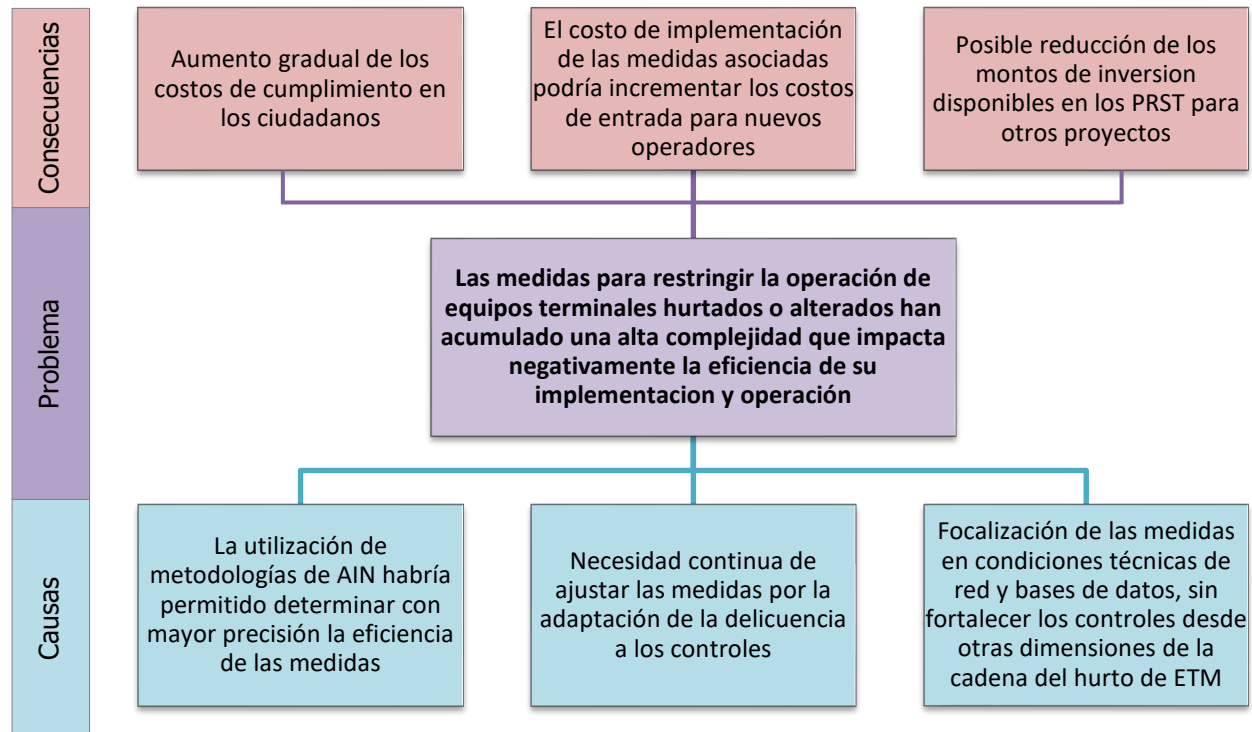 Consecuencias
Aumento gradual de los
costos de cumplimiento en
los ciudadanos
El costo de implementación
de las medidas asociadas
podría incrementar los costos
de entrada para nuevos
operadores
Posible reducción de los
montos de inversion
disponibles en los PRST para
otros proyectos
Problema
Las medidas para restringir la operación de
equipos terminales hurtados o alterados han
acumulado una alta complejidad que impacta
negativamente la eficiencia de su
implementacion y operación
Causas
La utilización de
metodologías de AIN habría
permitido determinar con
mayor precisión la eficiencia
de las medidas
Necesidad continua de
ajustar las medidas por la
adaptación de la delicuencia
a los controles
Focalización de las medidas
en condiciones técnicas de
red y bases de datos, sin
fortalecer los controles desde
otras dimensiones de la
cadena del hurto de ETM